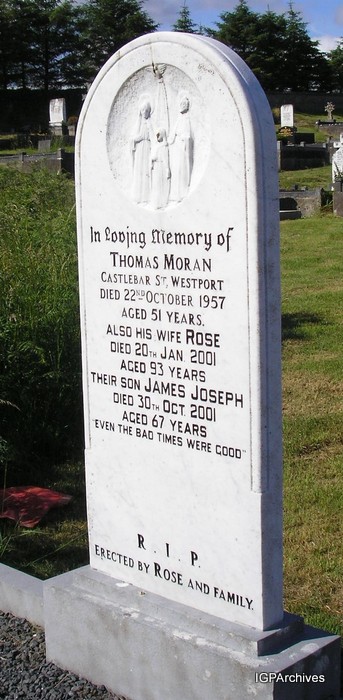 In Loving Memory of
THOMAS MORAN
CASTLEBAR ST, WESTPORT
DIED 22ND OCTOBER 1957
AGED 51 YEARS.
ALSO HIS WIFE ROSE
DIED 20TH JAN. 2001
AGED 93 YEARS
THEIR SON JAMES JOSEPH
DIED 30TH OCT. 2001
AGED 67 YEARS
EVEN THE BAD TIMES WERE GOOD"
R. I. P.
ERECTED BY ROSE AND FAMILY.
IGPArchives